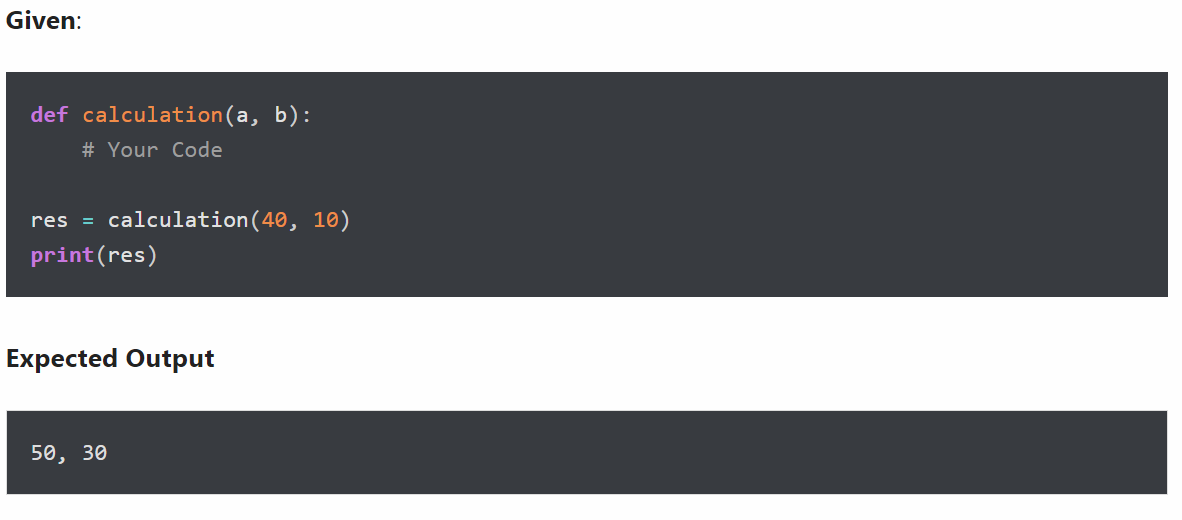 Given:
def calculation(a, b):
    # Your Code
res = calculation(40, 10)
print(res)
Expected Output
50, 30